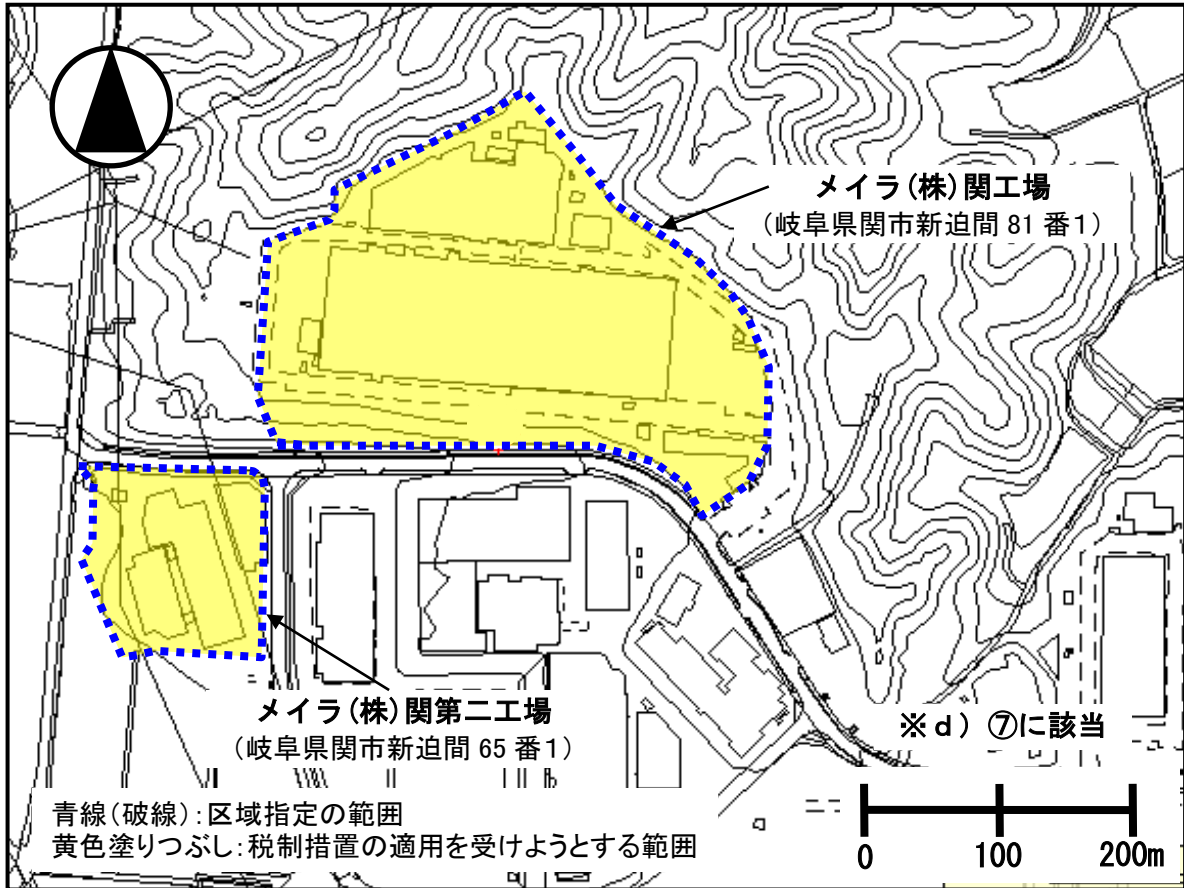 メイラ(株)関工場
(岐阜県関市新迫間 81 番1)
メイラ(株)関第二工場
(岐阜県関市新迫間 65 番1)
※d) ⑦に該当
青線(破線):区域指定の範囲
黄色塗りつぶし:税制措置の適用を受けようとする範囲
0 100 200m